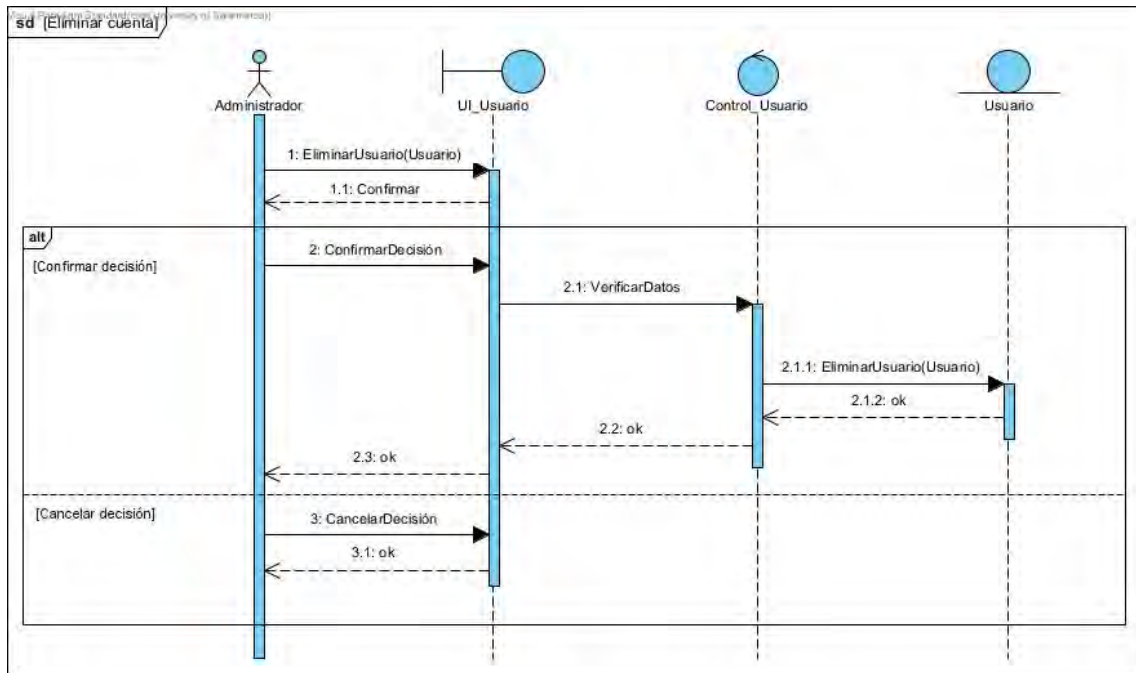 sd [Eliminar cuenta]
Administrador
UI_Usuario
Control_Usuario
Usuario
1: EliminarUsuario(Usuario)
1.1: Confirmar
alt
[Confirmar decisión]
2: ConfirmarDecisión
2.1: VerificarDatos
2.1.1: EliminarUsuario(Usuario)
2.1.2: ok
2.2: ok
2.3: ok
[Cancelar decisión]
3: CancelarDecisión
3.1: ok